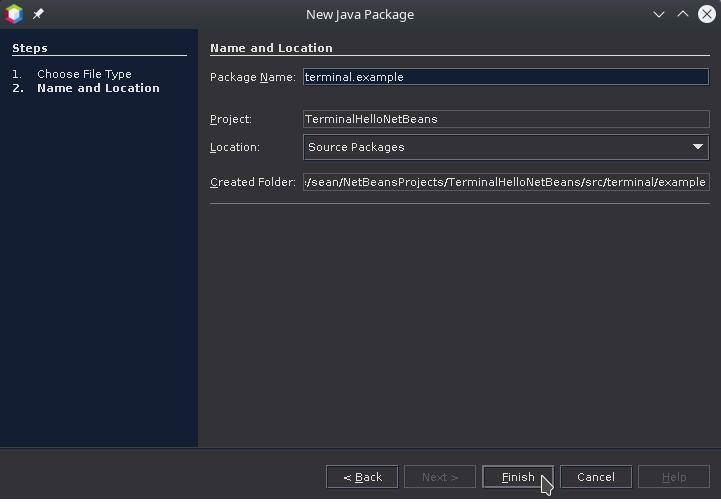 New Java Package
Steps
1. Choose File Type
2. Name and Location
Name and Location
Package Name: terminal.example
Project: TerminalHelloNetBeans
Location: Source Packages
Created Folder: :/sean/NetBeansProjects/TerminalHelloNetBeans/src/terminal/example
< Back Next > Finish Cancel Help